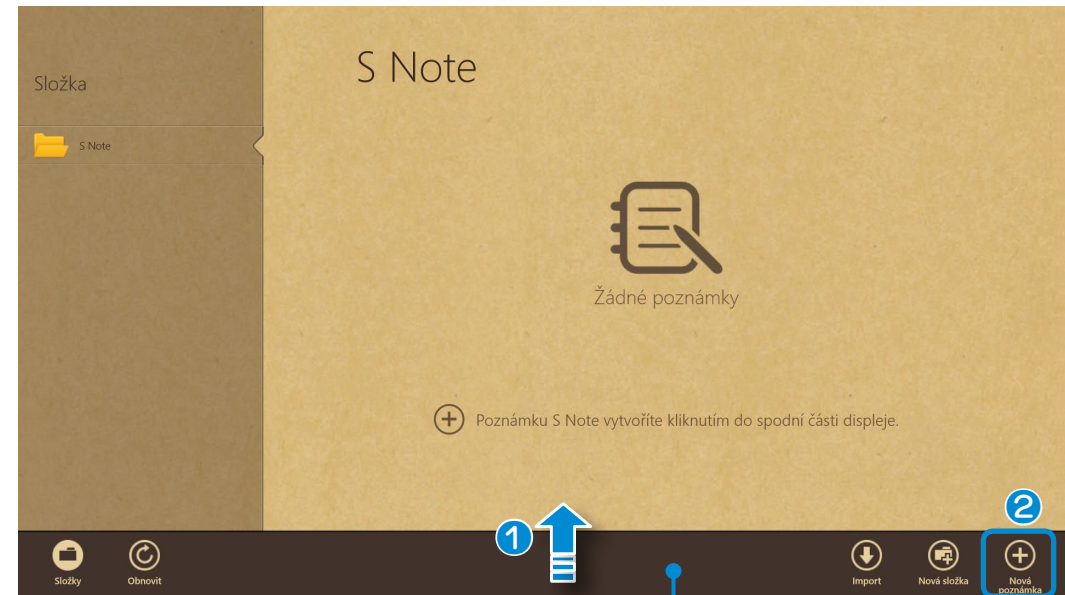 Složka
S Note
S Note
Žádné poznámky
Poznámku S Note vytvoříte kliknutím do spodní části displeje.
1
2
Složky
Obnovit
Import
Nová složka
Nová
poznámka